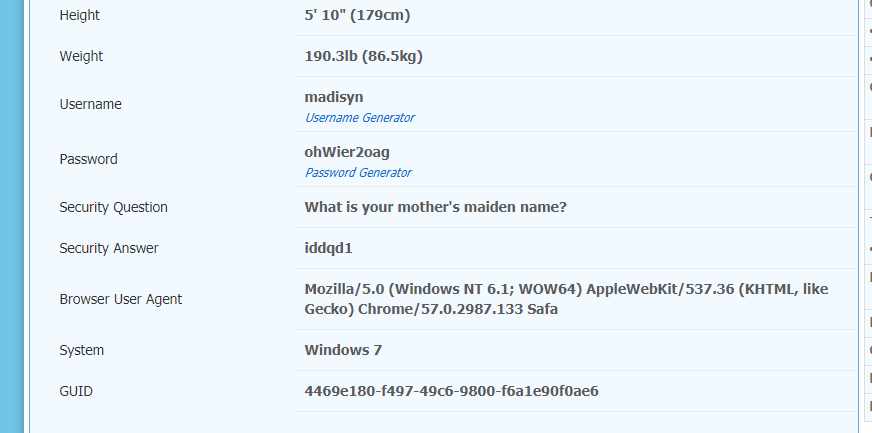 Height 5' 10" (179cm)
Weight 190.3lb (86.5kg)
Username madisyn
Username Generator
Password ohWier2oag
Password Generator
Security Question What is your mother's maiden name?
Security Answer iddqd1
Browser User Agent Mozilla/5.0 (Windows NT 6.1; WOW64) AppleWebKit/537.36 (KHTML, like
Gecko) Chrome/57.0.2987.133 Safa
System Windows 7
GUID 4469e180-f497-49c6-9800-f6a1e90f0ae6